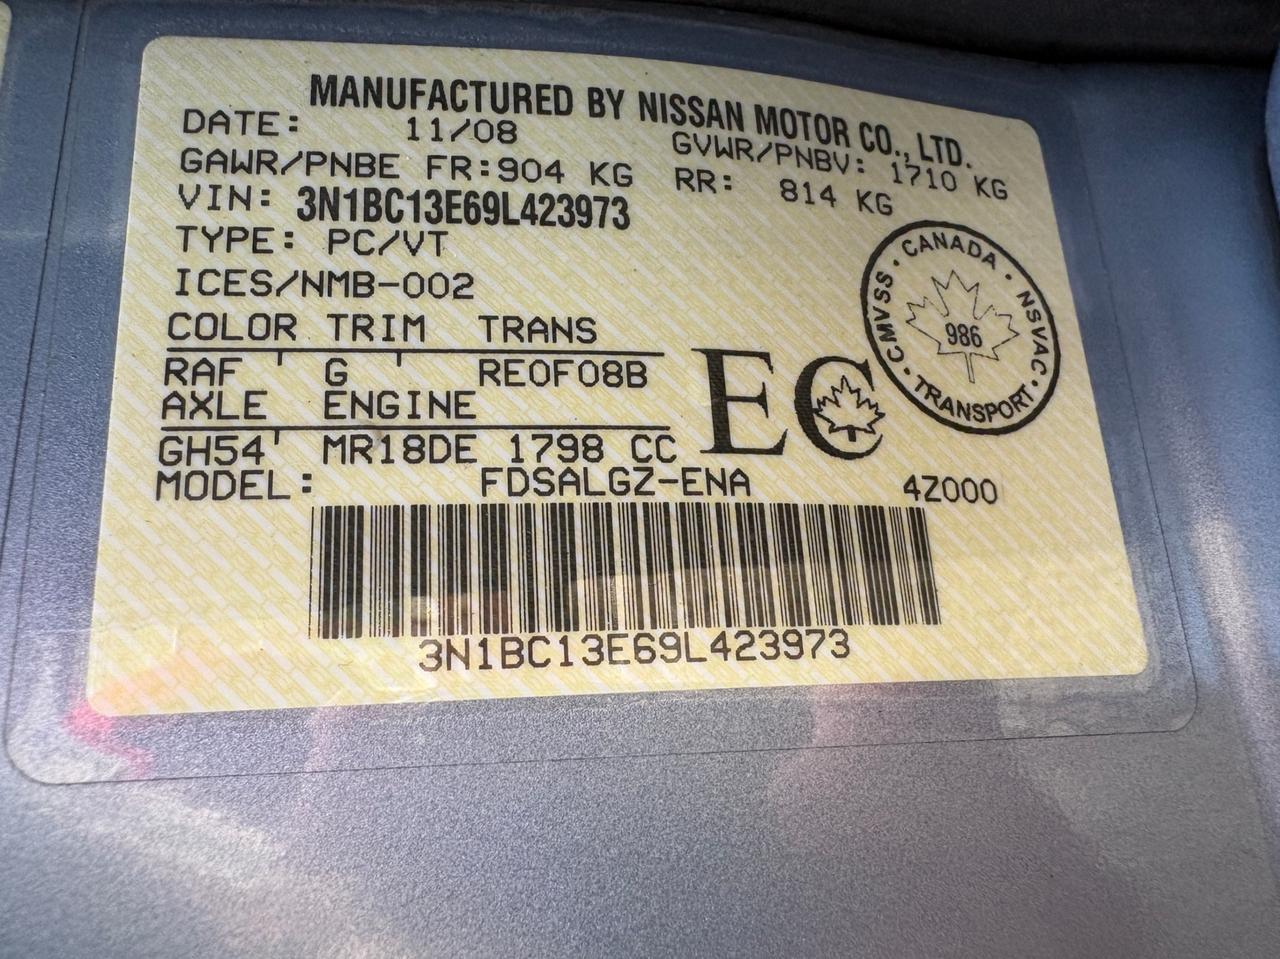 MANUFACTURED BY NISSAN MOTOR CO., LTD.
DATE: 11/08 GVWR/PNBV: 1710 KG
GAWR/PNBE FR:904 KG RR: 814 KG
VIN: 3N1BC13E69L423973
TYPE: PC/VT
ICES/NMB-002
COLOR TRIM TRANS
RAF G RE0F08B
AXLE ENGINE
GH54 MR18DE 1798 CC
MODEL: FDSALGZ-ENA 4Z000
EC
CMVSS · CANADA · NSVAC · TRANSPORT ·
986
3N1BC13E69L423973